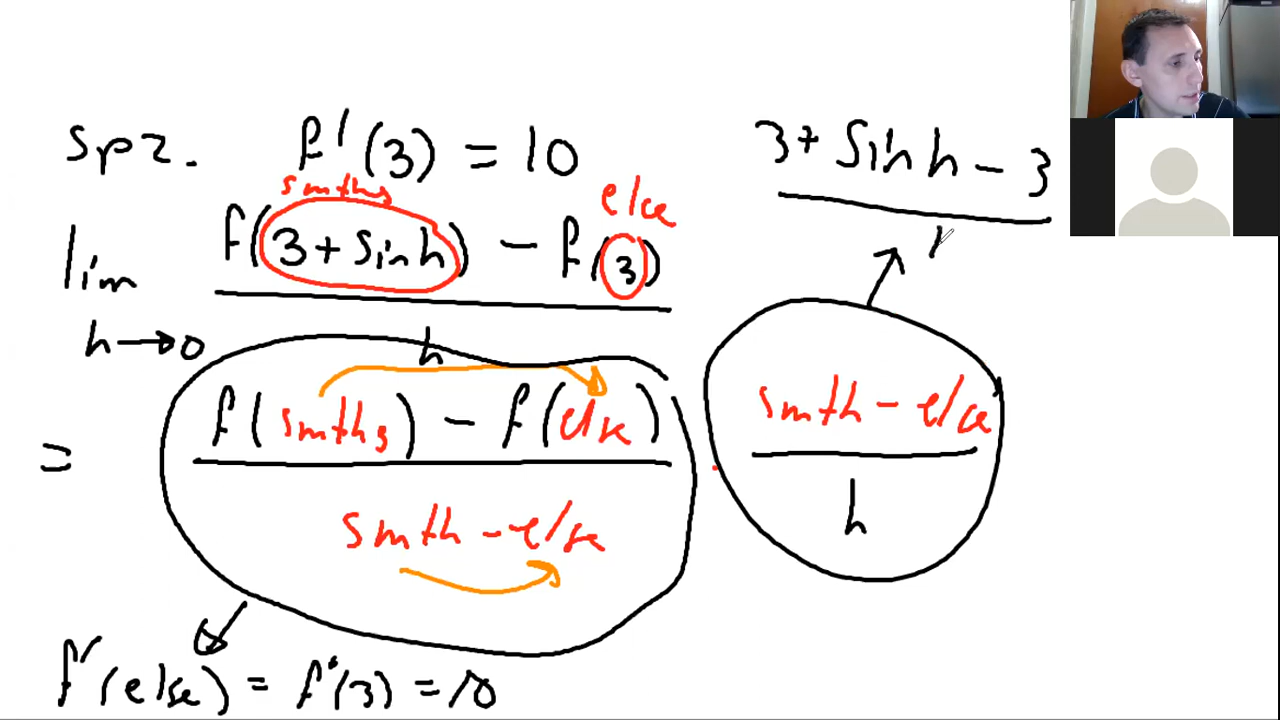 spz. f'(3) = 10
smthg else
lim f(3 + sinh) - f(3)
h→0 h
= f(smthg) - f(else) · smth - else
smth - else h
f'(else) = f'(3) = 10
3 + sinh - 3